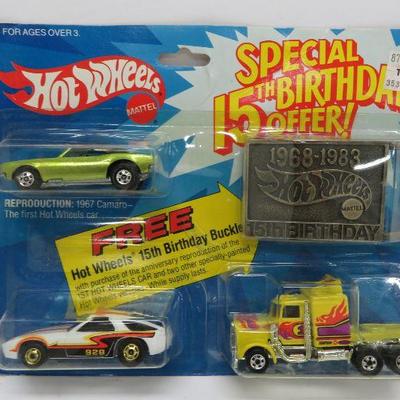 FOR AGES OVER 3.
Hot Wheels
MATTEL
SPECIAL
15TH BIRTHDAY
OFFER!
87
353
REPRODUCTION: 1967 Camaro–
The first Hot Wheels car
1968-1983
Hot Wheels
MATTEL
15th BIRTHDAY
FREE
Hot Wheels® 15th Birthday Buckle
with purchase of the anniversary reproduction of the
1ST HOT WHEELS CAR and two other specially-painted
Hot Wheels vehicles. While supply lasts.
928